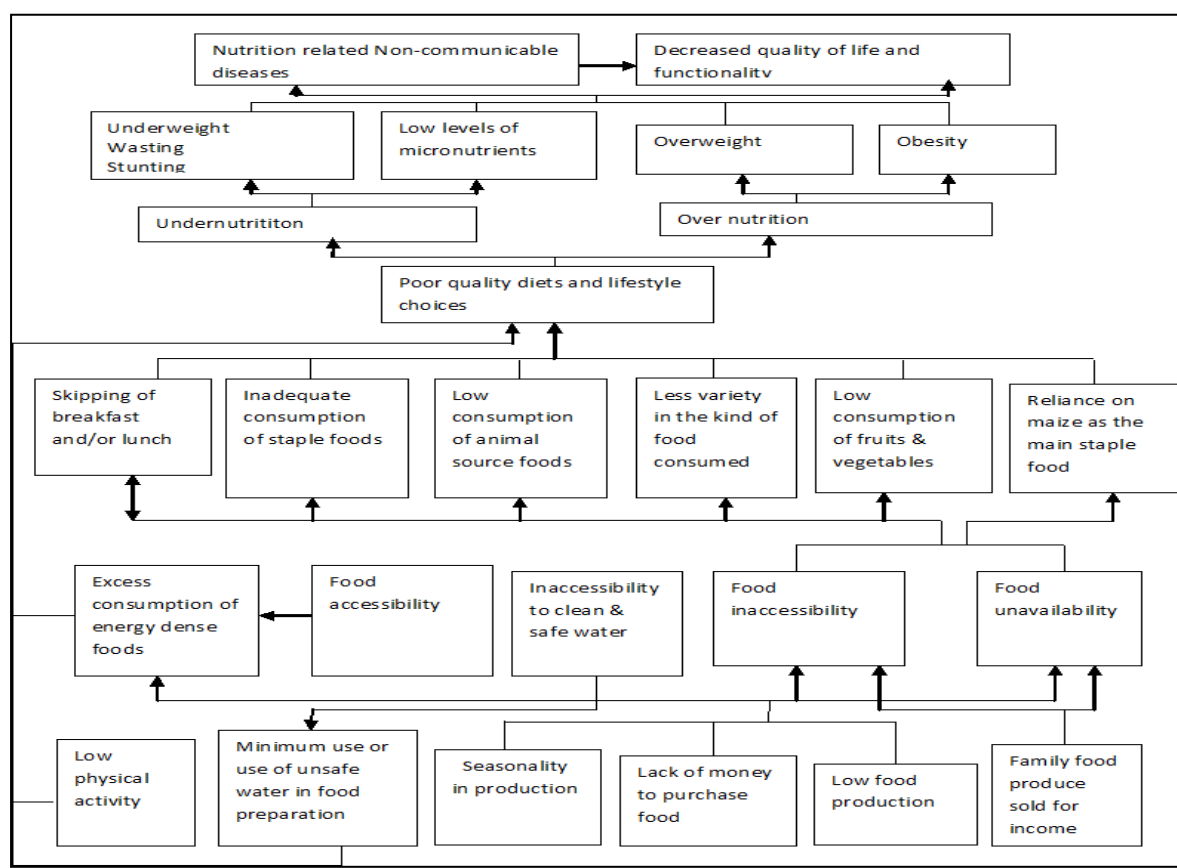 Nutrition related Non-communicable
diseases
Decreased quality of life and
functionality
Underweight
Wasting
Stunting
Low levels of
micronutrients
Overweight
Obesity
Undernutrititon
Over nutrition
Poor quality diets and lifestyle
choices
Skipping of
breakfast
and/or lunch
Inadequate
consumption
of staple foods
Low
consumption
of animal
source foods
Less variety
in the kind of
food
consumed
Low
consumption
of fruits &
vegetables
Reliance on
maize as the
main staple
food
Excess
consumption of
energy dense
foods
Food
accessibility
Inaccessibility
to clean &
safe water
Food
inaccessibility
Food
unavailability
Low
physical
activity
Minimum use or
use of unsafe
water in food
preparation
Seasonality
in production
Lack of money
to purchase
food
Low food
production
Family food
produce
sold for
income